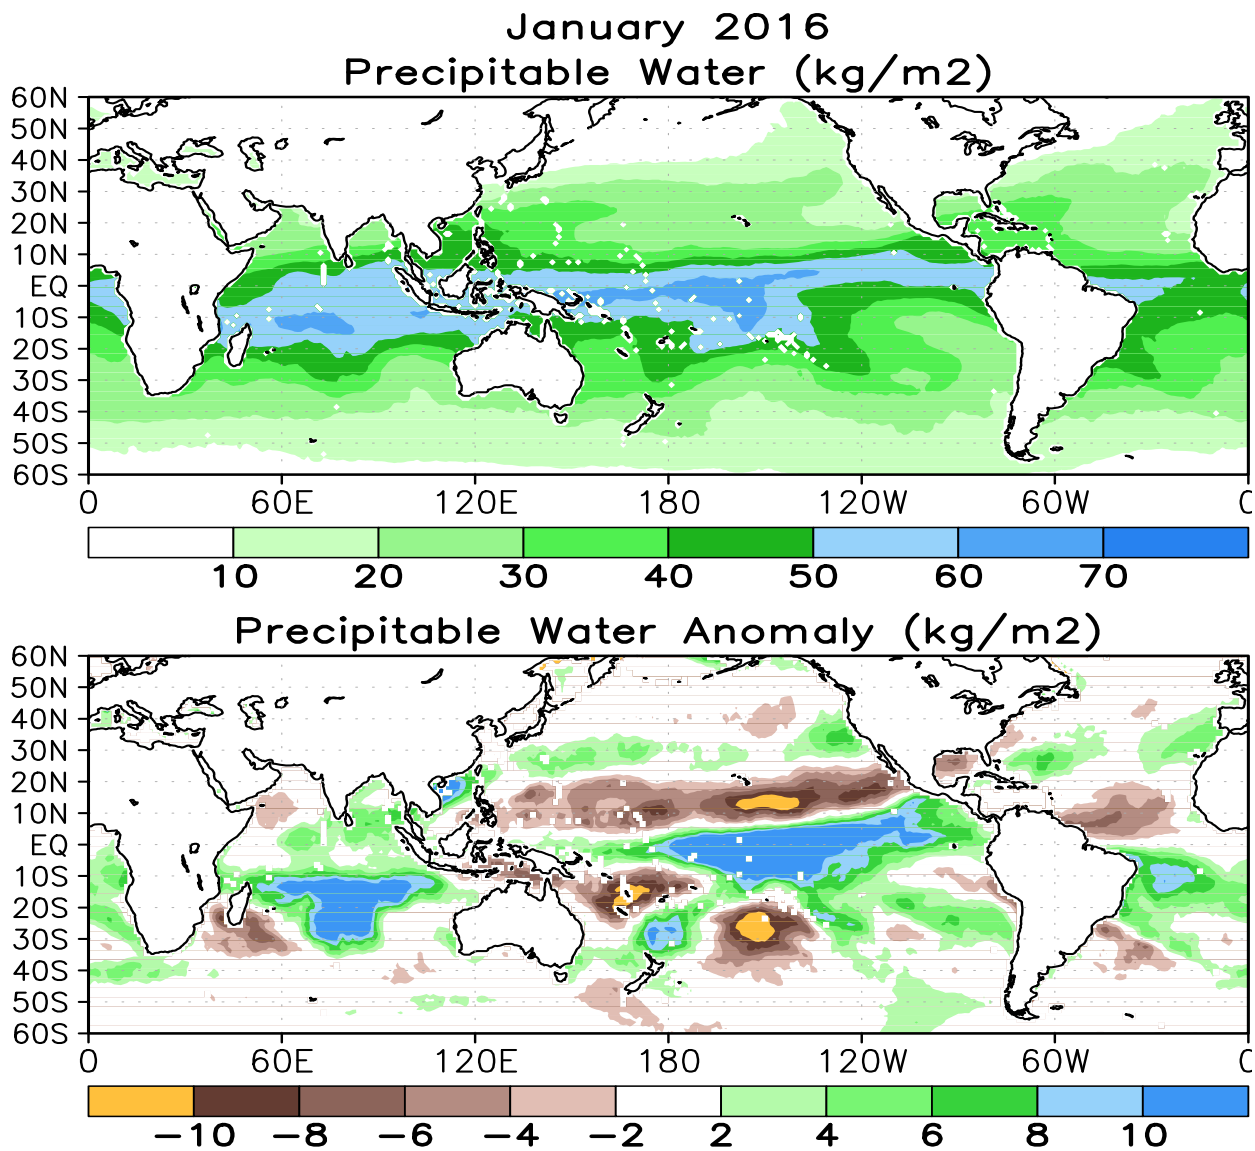 January 2016
Precipitable Water (kg/m2)
60N
50N
40N
30N
20N
10N
EQ
10S
20S
30S
40S
50S
60S
0 60E 120E 180 120W 60W 0
10 20 30 40 50 60 70
Precipitable Water Anomaly (kg/m2)
60N
50N
40N
30N
20N
10N
EQ
10S
20S
30S
40S
50S
60S
0 60E 120E 180 120W 60W 0
−10 −8 −6 −4 −2 2 4 6 8 10